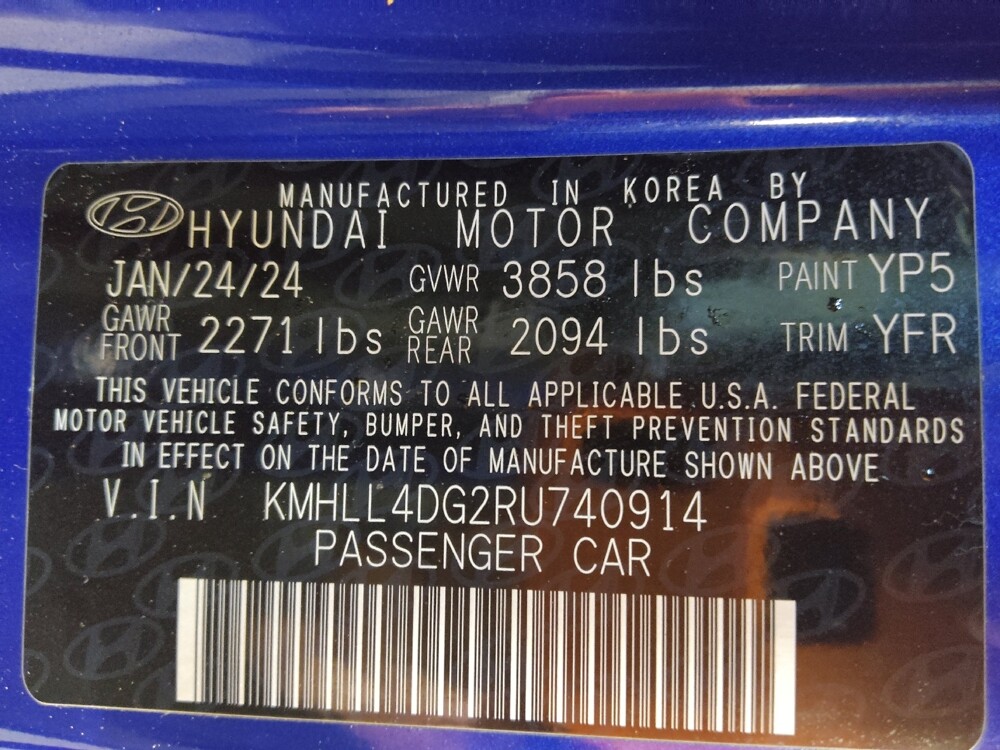 MANUFACTURED IN KOREA BY
HYUNDAI MOTOR COMPANY
JAN/24/24 GVWR 3858 lbs PAINT YP5
GAWR FRONT 2271 lbs GAWR REAR 2094 lbs TRIM YFR
THIS VEHICLE CONFORMS TO ALL APPLICABLE U.S.A. FEDERAL
MOTOR VEHICLE SAFETY, BUMPER, AND THEFT PREVENTION STANDARDS
IN EFFECT ON THE DATE OF MANUFACTURE SHOWN ABOVE
V.I.N KMHLL4DG2RU740914
PASSENGER CAR